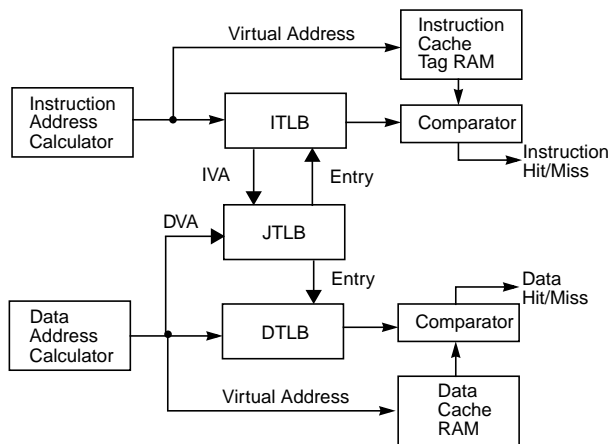 Virtual Address
Instruction
Cache
Tag RAM
Instruction
Address
Calculator
ITLB
Comparator
Instruction
Hit/Miss
IVA
Entry
DVA
JTLB
Entry
Data
Hit/Miss
Data
Address
Calculator
DTLB
Comparator
Virtual Address
Data
Cache
RAM